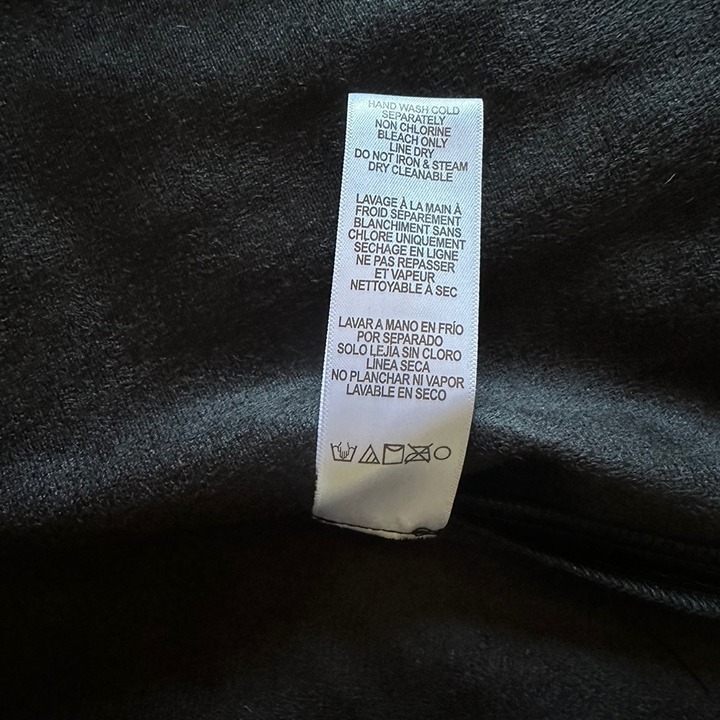 HAND WASH COLD
SEPARATELY
NON CHLORINE
BLEACH ONLY
LINE DRY
DO NOT IRON & STEAM
DRY CLEANABLE
LAVAGE À LA MAIN À
FROID SÉPARÉMENT
BLANCHIMENT SANS
CHLORE UNIQUEMENT
SÉCHAGE EN LIGNE
NE PAS REPASSER
ET VAPEUR
NETTOYABLE À SEC
LAVAR A MANO EN FRÍO
POR SEPARADO
SOLO LEJÍA SIN CLORO
LÍNEA SECA
NO PLANCHAR NI VAPOR
LAVABLE EN SECO